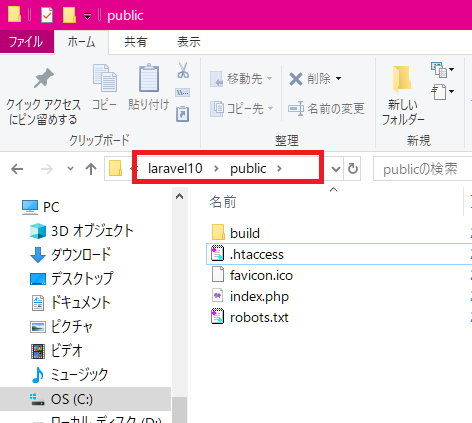 public
ファイル ホーム 共有 表示
クイック アクセス
にピン留めする
コピー
貼り付け
移動先
コピー先
削除
名前の変更
新しい
フォルダー
クリップボード 整理 新規
laravel10 public publicの検索
PC
3D オブジェクト
ダウンロード
デスクトップ
ドキュメント
ピクチャ
ビデオ
ミュージック
OS (C:)
ローカル ディスク (D:)
名前
build
.htaccess
favicon.ico
index.php
robots.txt